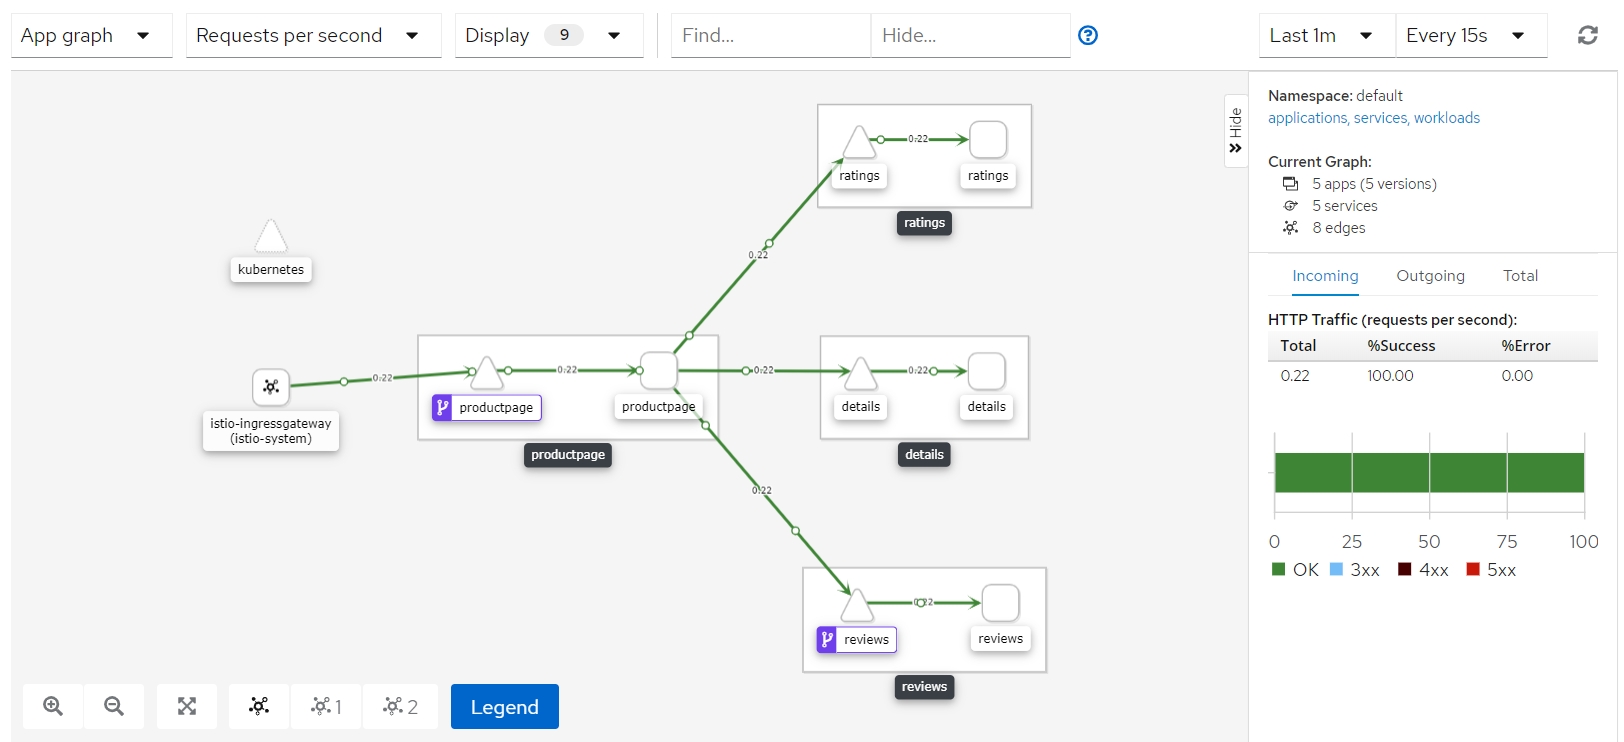 App graph
Requests per second
Display 9
Find...
Hide...
Last 1m
Every 15s
Hide
Namespace: default
applications, services, workloads
Current Graph:
5 apps (5 versions)
5 services
8 edges
Incoming Outgoing Total
HTTP Traffic (requests per second):
Total %Success %Error
0.22 100.00 0.00
0 25 50 75 100
OK 3xx 4xx 5xx
0.22
ratings
ratings
ratings
kubernetes
0.22
0.22
istio-ingressgateway
(istio-system)
0.22
productpage
productpage
productpage
0.22
0.22
details
details
details
0.22
0.22
reviews
reviews
reviews
1
2
Legend